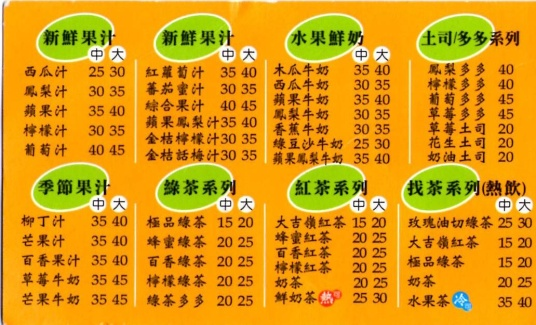 新鮮果汁
中 大
西瓜汁 25 30
鳳梨汁 30 35
蘋果汁 35 40
檸檬汁 30 35
葡萄汁 40 45
新鮮果汁
中 大
紅蘿蔔汁 35 40
蕃茄蜜汁 30 35
綜合果汁 40 45
蘋果鳳梨汁 35 40
金桔檸檬汁 30 35
金桔話梅汁 30 35
水果鮮奶
中 大
木瓜牛奶 35 40
西瓜牛奶 30 35
蘋果牛奶 35 40
鳳梨牛奶 30 35
香蕉牛奶 30 35
綠豆沙牛奶 25 30
蘋果鳳梨牛奶 35 40
土司/多多系列
鳳梨多多 40
檸檬多多 40
葡萄多多 45
草莓多多 45
草莓土司 20
花生土司 20
奶油土司 20
季節果汁
中 大
柳丁汁 35 40
芒果汁 35 40
百香果汁 35 40
草莓牛奶 35 45
芒果牛奶 35 45
綠茶系列
中 大
極品綠茶 15 20
蜂蜜綠茶 20 25
百香綠茶 20 25
檸檬綠茶 20 25
綠茶多多 20 25
紅茶系列
中 大
大吉嶺紅茶 15 20
蜂蜜紅茶 20 25
百香紅茶 20 25
檸檬紅茶 20 25
奶茶 20 25
鮮奶茶 熱 25 30
找茶系列(熱飲)
中 大
玫瑰油切綠茶 25 30
大吉嶺紅茶 15 20
極品綠茶 15 20
奶茶 20 25
水果茶 冷 35 40